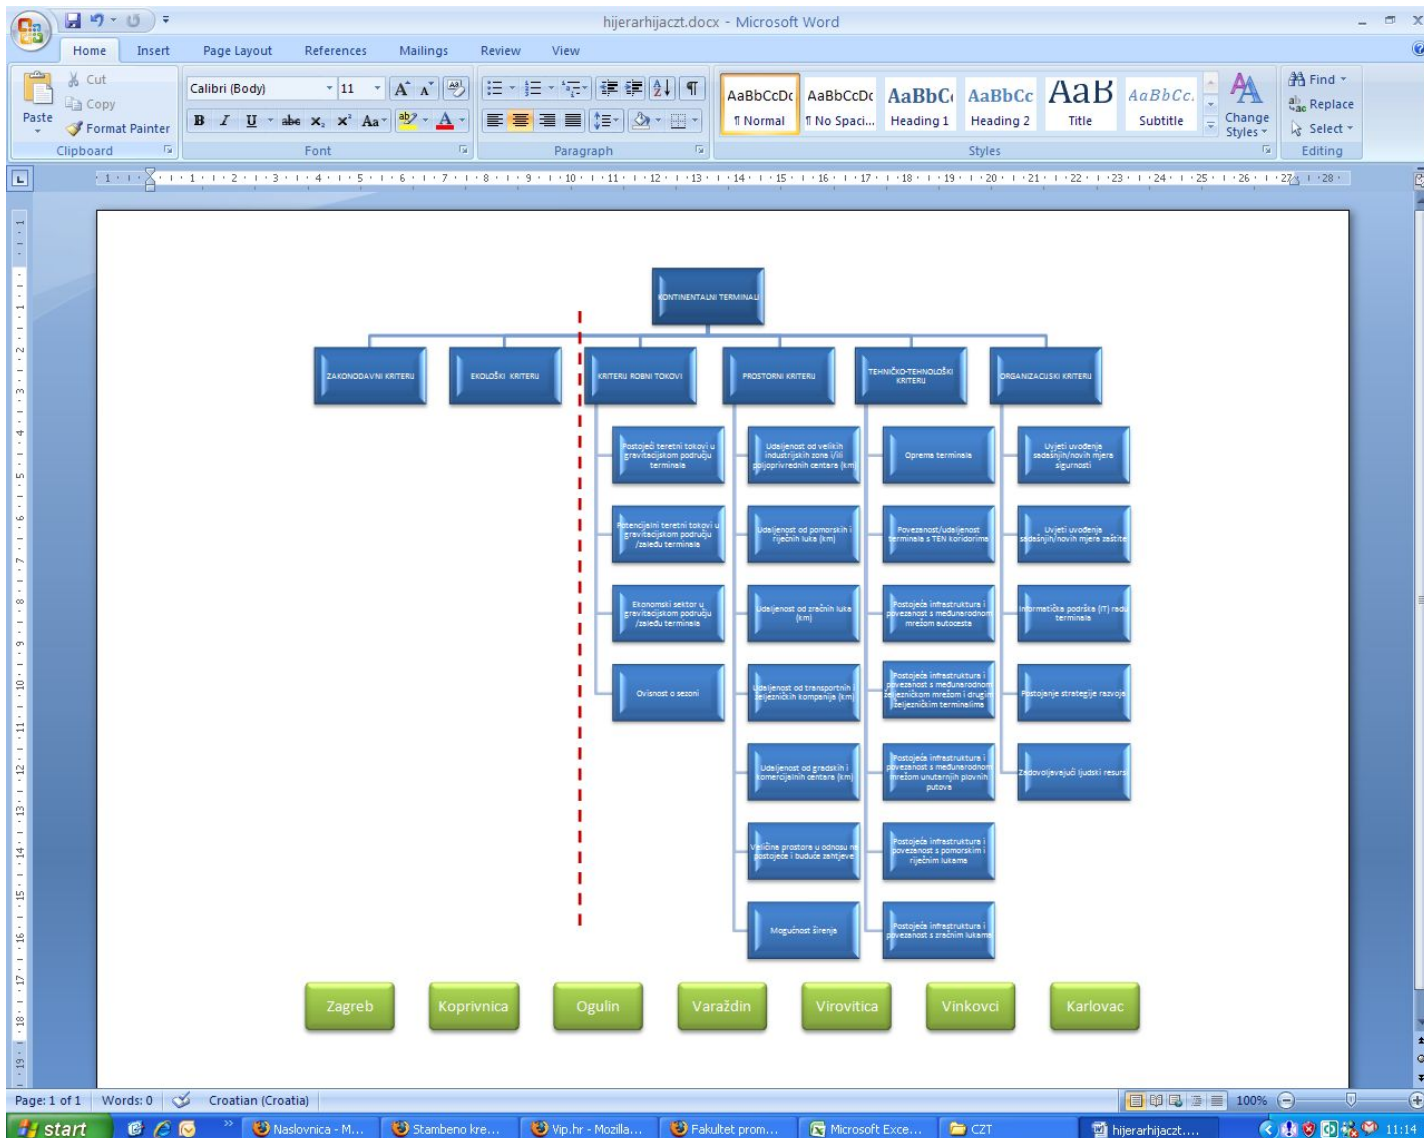 hijerarhijaczt.docx - Microsoft Word
Home Insert Page Layout References Mailings Review View
Paste
Cut
Copy
Format Painter
Clipboard
Calibri (Body) 11
Font
Paragraph
AaBbCcDc AaBbCcDc AaBbC AaBbCc AaB AaBbCc.
¶ Normal ¶ No Spaci... Heading 1 Heading 2 Title Subtitle
Change
Styles
Styles
Find
Replace
Select
Editing
KONTINENTALNI TERMINALI
ZAKONODAVNI KRITERIJ
EKOLOŠKI KRITERIJ
KRITERIJ ROBNI TOKOVI
PROSTORNI KRITERIJ
TEHNIČKO-TEHNOLOŠKI
KRITERIJ
ORGANIZACIJSKI KRITERIJ
Postojeći teretni tokovi u
gravitacijskom području
terminala
Potencijalni teretni tokovi u
gravitacijskom području
/zaleđu terminala
Ekonomski sektor u
gravitacijskom području
/zaleđu terminala
Ovisnost o sezoni
Udaljenost od velikih
industrijskih zona i/ili
poljoprivrednih centara (km)
Udaljenost od pomorskih i
riječnih luka (km)
Udaljenost od zračnih luka
(km)
Udaljenost od transportnih i
željezničkih kompanija (km)
Udaljenost od gradskih i
komercijalnih centara (km)
Veličina prostora u odnosu na
postojeće i buduće zahtjeve
Mogućnost širenja
Oprema terminala
Povezanost/udaljenost
terminala s TEN koridorima
Postojeća infrastruktura i
povezanost s međunarodnom
mrežom autocesta
Postojeća infrastruktura i
povezanost s međunarodnom
željezničkom mrežom i drugim
željezničkim terminalima
Postojeća infrastruktura i
povezanost s međunarodnom
mrežom unutarnjih plovnih
putova
Postojeća infrastruktura i
povezanost s pomorskim i
riječnim lukama
Postojeća infrastruktura i
povezanost s zračnim lukama
Uvjeti uvođenja
sadašnjih/novih mjera
sigurnosti
Uvjeti uvođenja
sadašnjih/novih mjera zaštite
Informatička podrška (IT) radu
terminala
Postojanje strategije razvoja
Zadovoljavajući ljudski resursi
Zagreb Koprivnica Ogulin Varaždin Virovitica Vinkovci Karlovac
Page: 1 of 1 Words: 0 Croatian (Croatia) 100%
start Naslovnica - M... Stambeno kre... Vip.hr - Mozilla... Fakultet prom... Microsoft Exce... CZT hijerarhijaczt.... 11:14